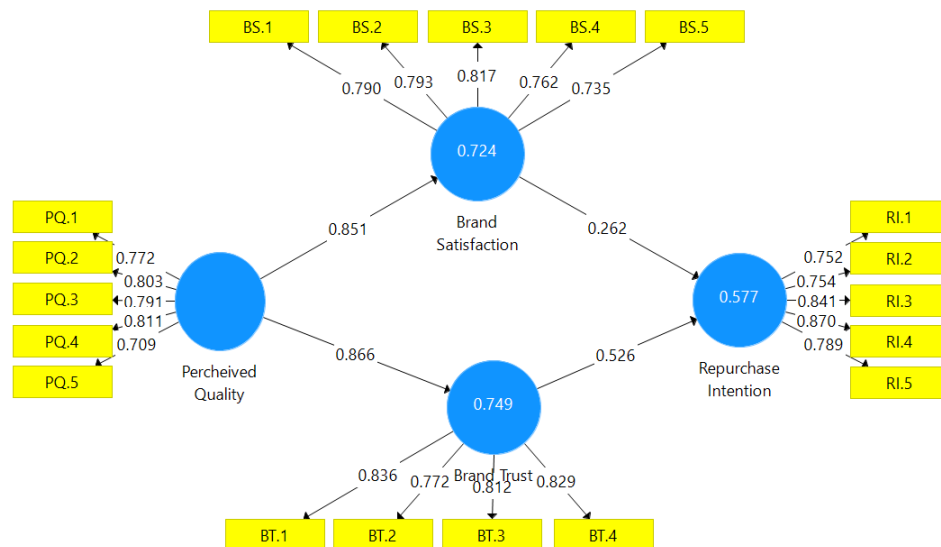 BS.1
BS.2
BS.3
BS.4
BS.5
0.790
0.793
0.817
0.762
0.735
0.724
Brand
Satisfaction
PQ.1
PQ.2
PQ.3
PQ.4
PQ.5
0.772
0.803
0.791
0.811
0.709
Percheived
Quality
0.851
0.866
0.262
0.526
0.577
Repurchase
Intention
0.752
0.754
0.841
0.870
0.789
RI.1
RI.2
RI.3
RI.4
RI.5
0.749
Brand Trust
0.836
0.772
0.812
0.829
BT.1
BT.2
BT.3
BT.4